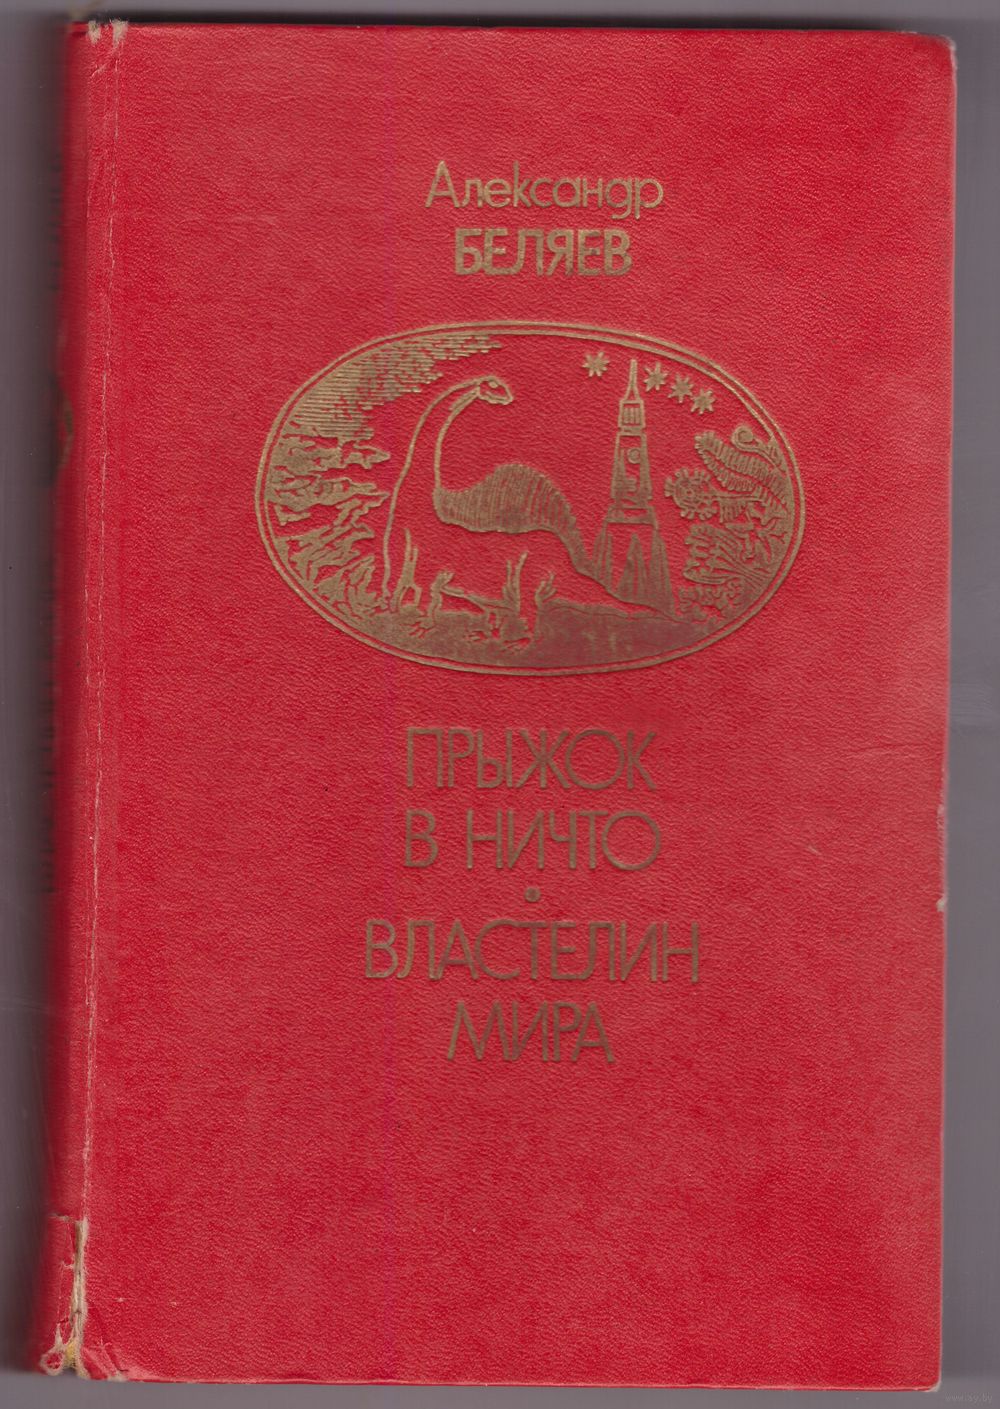 Александр
БЕЛЯЕВ
ПРЫЖОК
В НИЧТО
•
ВЛАСТЕЛИН
МИРА